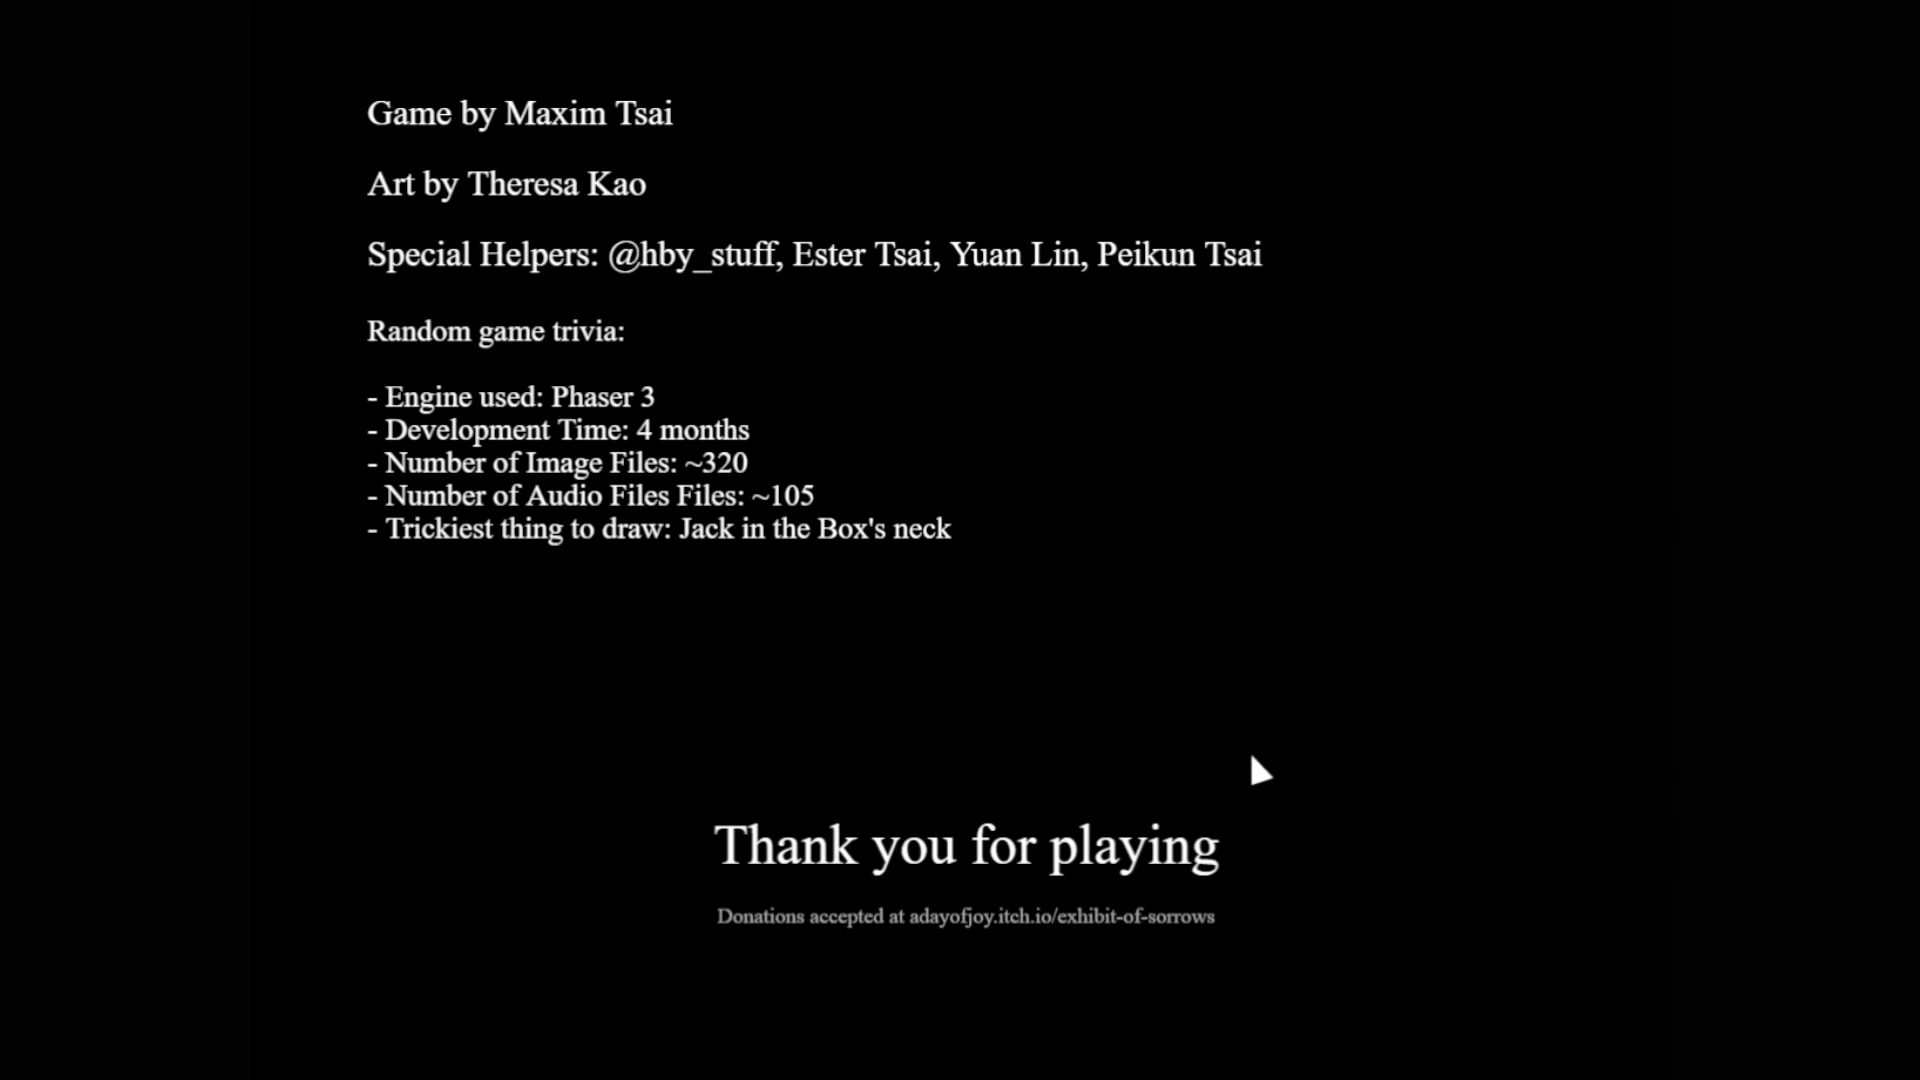 Game by Maxim Tsai
Art by Theresa Kao
Special Helpers: @hby_stuff, Ester Tsai, Yuan Lin, Peikun Tsai
Random game trivia:
- Engine used: Phaser 3
- Development Time: 4 months
- Number of Image Files: ~320
- Number of Audio Files Files: ~105
- Trickiest thing to draw: Jack in the Box's neck
Thank you for playing
Donations accepted at adayofjoy.itch.io/exhibit-of-sorrows